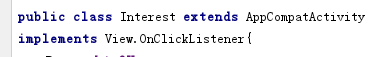 public class Interest extends AppCompatActivity
implements View.OnClickListener{